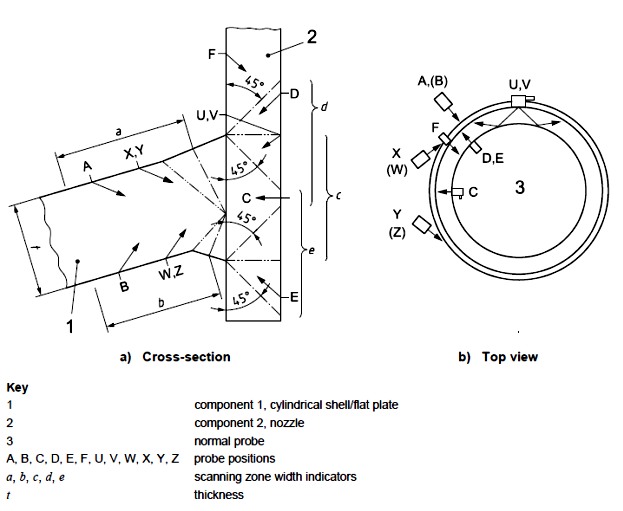 2
F
45°
D
d
U,V
a
X,Y
A
45°
C
c
45°
t
e
W,Z
B
b
45°
E
1
A,(B)
U,V
F
X
(W)
D,E
C
3
Y
(Z)
a) Cross-section
b) Top view
Key
1 component 1, cylindrical shell/flat plate
2 component 2, nozzle
3 normal probe
A, B, C, D, E, F, U, V, W, X, Y, Z probe positions
a, b, c, d, e scanning zone width indicators
t thickness